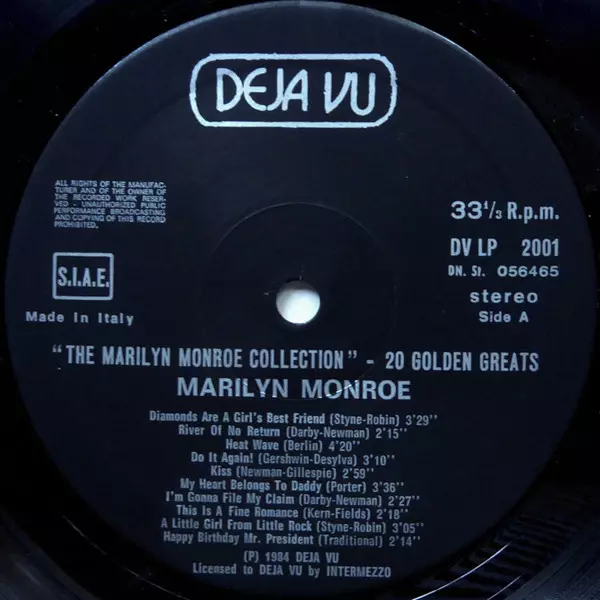 DEJA VU
ALL RIGHTS OF THE MANUFAC-
TURER AND OF THE OWNER OF
THE RECORDED WORK RESER-
VED - UNAUTHORIZED PUBLIC
PERFORMANCE BROADCASTING
AND COPYING OF THIS RECORD
PROHIBITED.
S.I.A.E.
Made In Italy
33 1/3 R.p.m.
DV LP 2001
DN. St. 056465
stereo
Side A
"THE MARILYN MONROE COLLECTION" - 20 GOLDEN GREATS
MARILYN MONROE
Diamonds Are A Girl's Best Friend (Styne-Robin) 3'29''
River Of No Return (Darby-Newman) 2'15''
Heat Wave (Berlin) 4'20''
Do It Again! (Gershwin-Desylva) 3'10''
Kiss (Newman-Gillespie) 2'59''
My Heart Belongs To Daddy (Porter) 3'36''
I'm Gonna File My Claim (Darby-Newman) 2'27''
This Is A Fine Romance (Kern-Fields) 2'18''
A Little Girl From Little Rock (Styne-Robin) 3'05''
Happy Birthday Mr. President (Traditional) 2'14''
(P) 1984 DEJA VU
Licensed to DEJA VU by INTERMEZZO